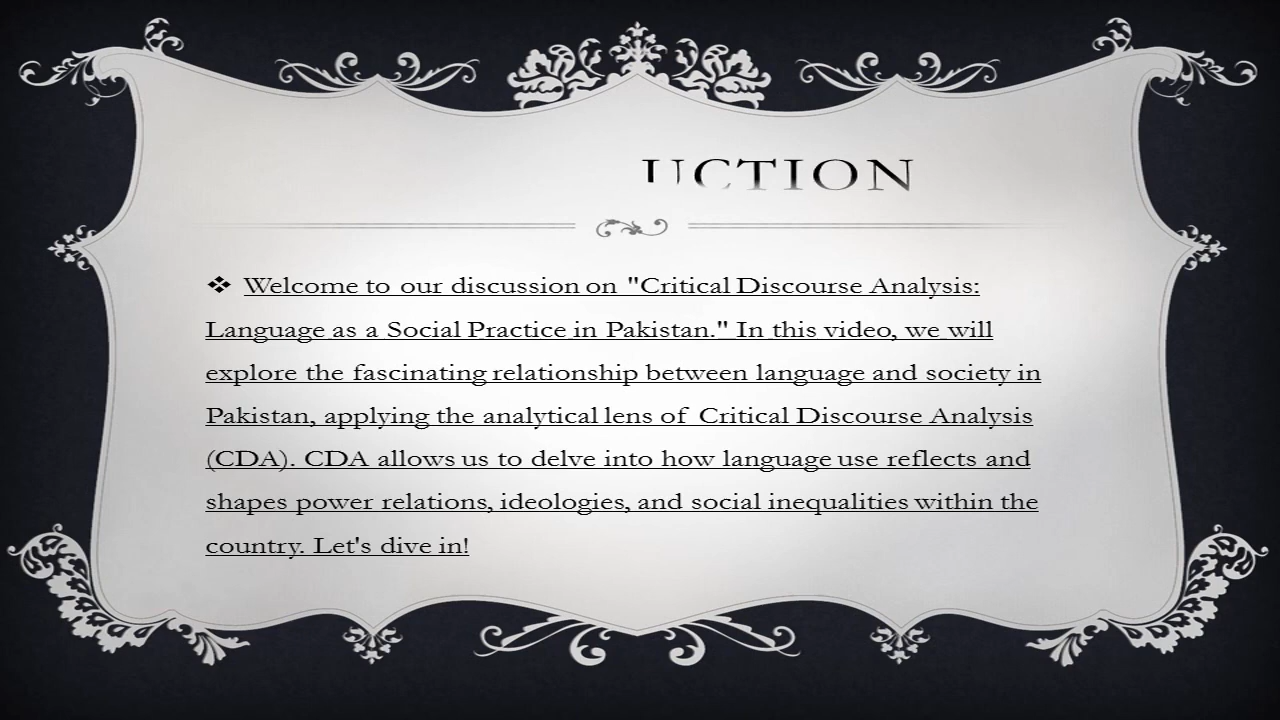 UCTION
❖ Welcome to our discussion on "Critical Discourse Analysis:
Language as a Social Practice in Pakistan." In this video, we will
explore the fascinating relationship between language and society in
Pakistan, applying the analytical lens of Critical Discourse Analysis
(CDA). CDA allows us to delve into how language use reflects and
shapes power relations, ideologies, and social inequalities within the
country. Let's dive in!